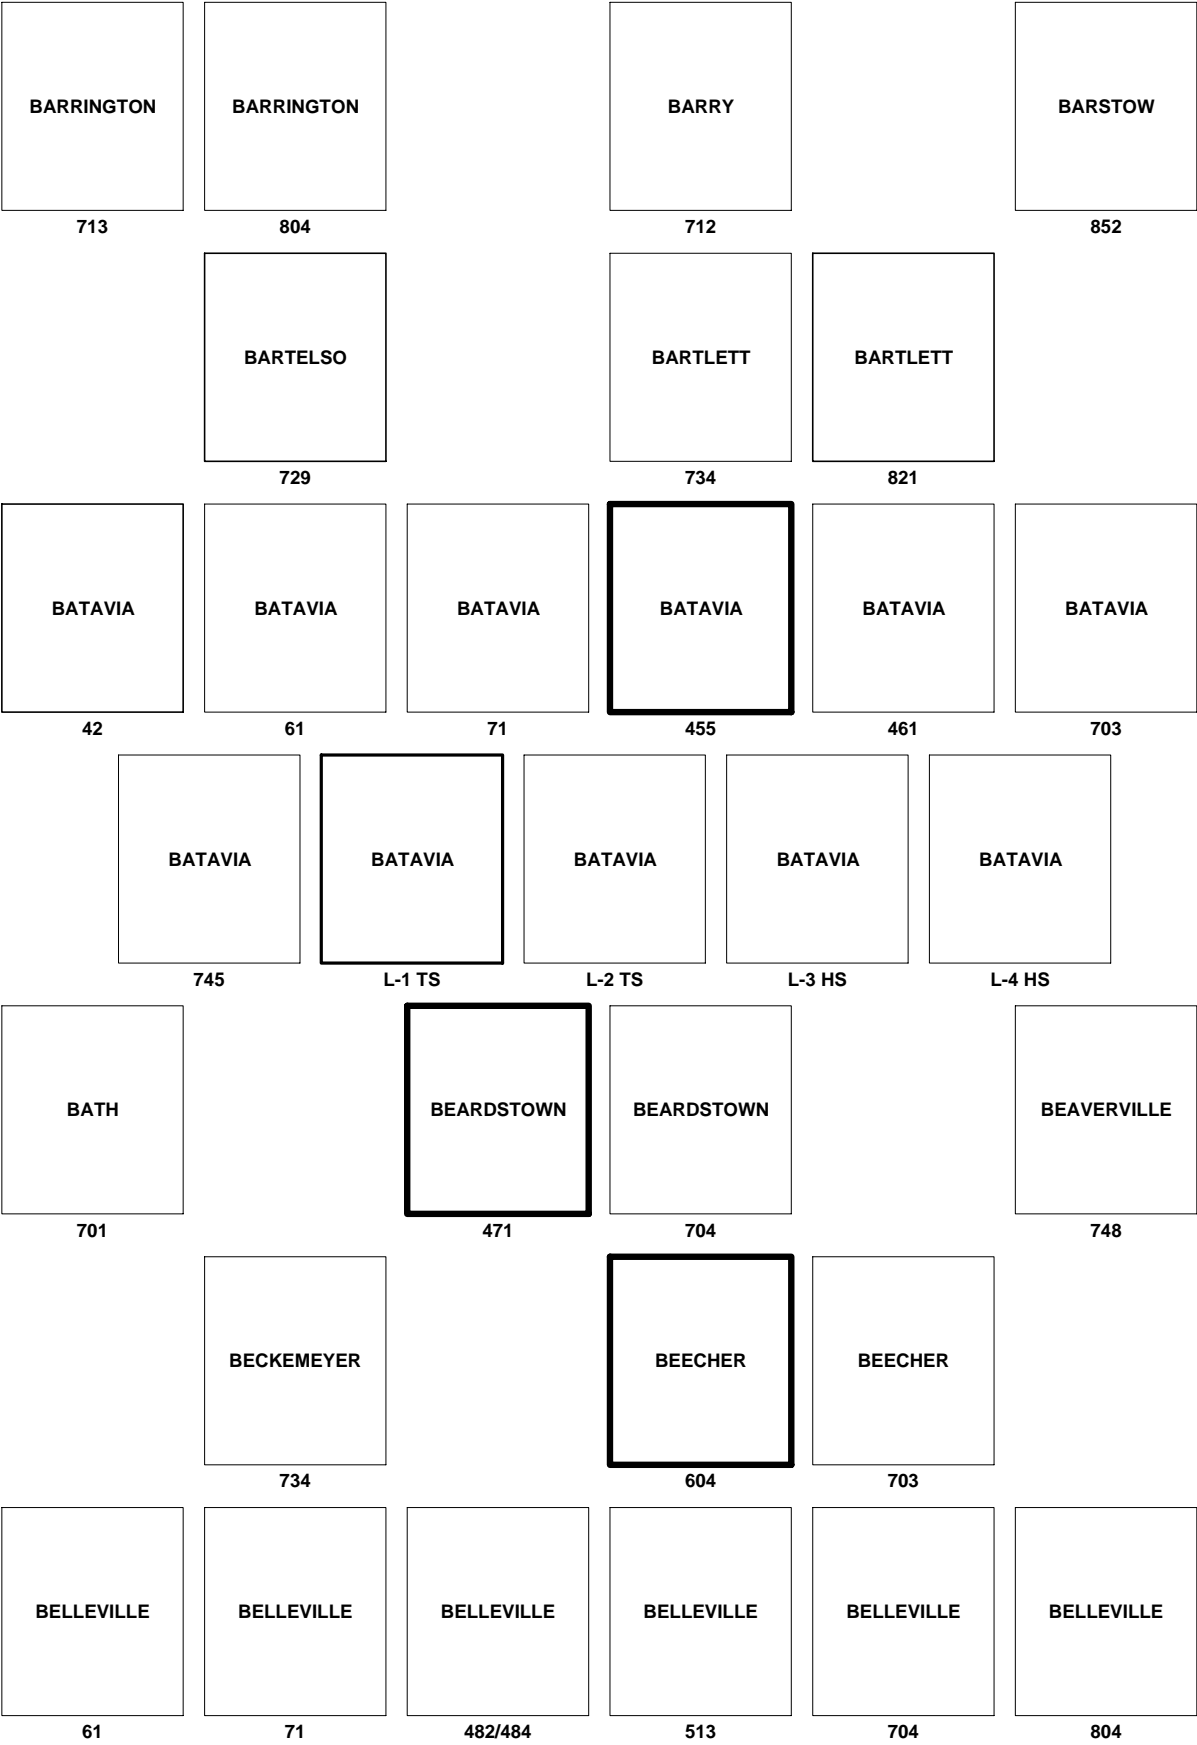 BARRINGTON BARRINGTON BARRY BARSTOW
713 804 712 852
BARTELSO BARTLETT BARTLETT
729 734 821
BATAVIA BATAVIA BATAVIA BATAVIA BATAVIA BATAVIA
42 61 71 455 461 703
BATAVIA BATAVIA BATAVIA BATAVIA BATAVIA
745 L-1 TS L-2 TS L-3 HS L-4 HS
BATH BEARDSTOWN BEARDSTOWN BEAVERVILLE
701 471 704 748
BECKEMEYER BEECHER BEECHER
734 604 703
BELLEVILLE BELLEVILLE BELLEVILLE BELLEVILLE BELLEVILLE BELLEVILLE
61 71 482/484 513 704 804